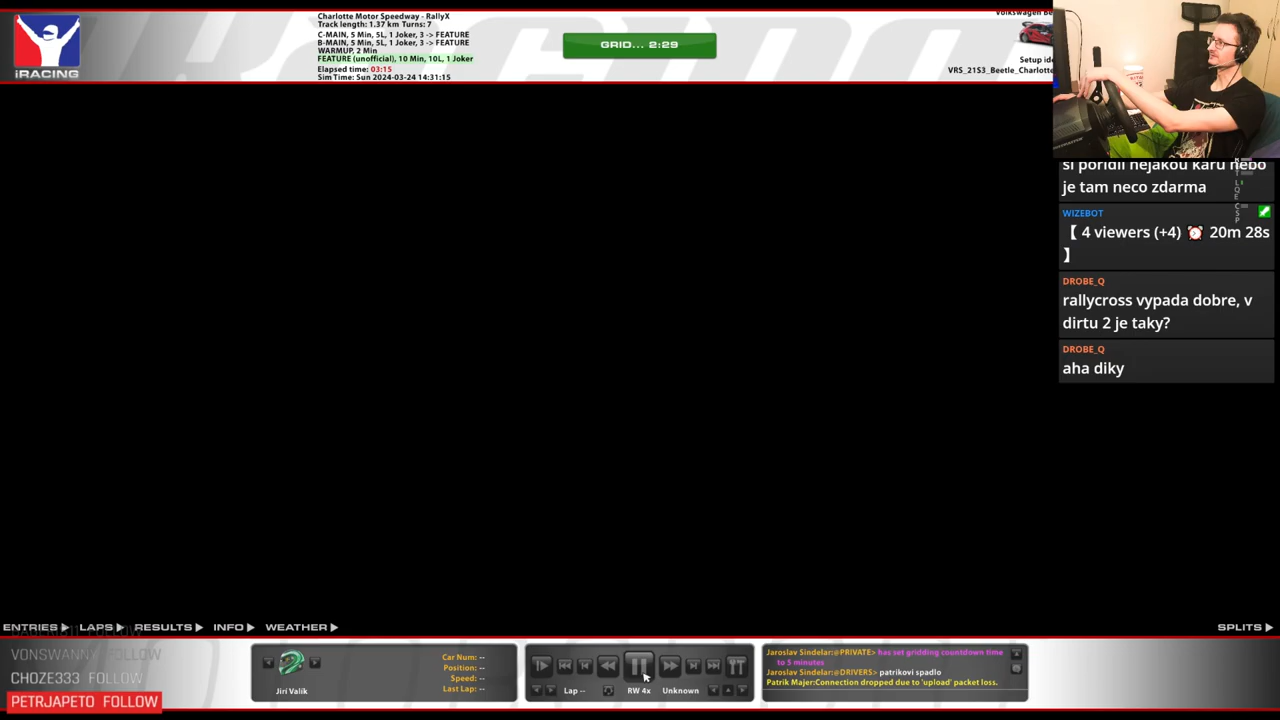 Charlotte Motor Speedway - RallyX
Track length: 1.37 km Turns: 7
C-MAIN, 5 Min, 5L, 1 Joker, 3 -> FEATURE
B-MAIN, 5 Min, 5L, 1 Joker, 3 -> FEATURE
WARMUP, 2 Min
FEATURE (unofficial), 10 Min, 10L, 1 Joker
Elapsed time: 03:15
Sim Time: Sun 2024-03-24 14:31:15
iRACING
GRID... 2:29
Volkswagen Be
Setup
VRS_21S3_Beetle_Charlotte
si poridil nejakou karu nebo
je tam neco zdarma
WIZEBOT
【 4 viewers (+4) ⏰ 20m 28s
】
DROBE_Q
rallycross vypada dobre, v
dirtu 2 je taky?
DROBE_Q
aha diky
ENTRIES LAPS RESULTS INFO WEATHER
SPLITS
VONSWANNY FOLLOW
CHOZE333 FOLLOW
PETRJAPETO FOLLOW
Jiri Valik
Car Num: --
Position: --
Speed: --
Last Lap: --
Lap --
RW 4x
Unknown
Jaroslav Sindelar:@PRIVATE> has set gridding countdown time
to 5 minutes
Jaroslav Sindelar:@DRIVERS> patrikovi spadlo
Patrik Majer:Connection dropped due to 'upload' packet loss.